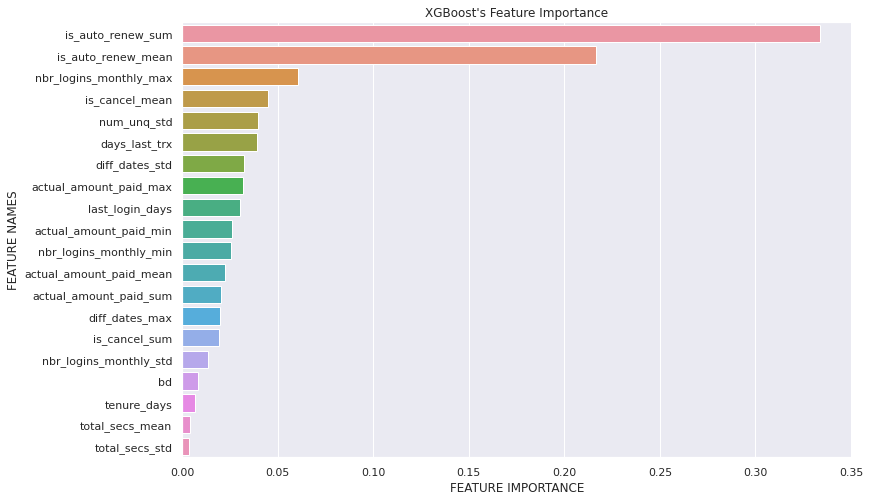 XGBoost's Feature Importance
FEATURE NAMES
is_auto_renew_sum
is_auto_renew_mean
nbr_logins_monthly_max
is_cancel_mean
num_unq_std
days_last_trx
diff_dates_std
actual_amount_paid_max
last_login_days
actual_amount_paid_min
nbr_logins_monthly_min
actual_amount_paid_mean
actual_amount_paid_sum
diff_dates_max
is_cancel_sum
nbr_logins_monthly_std
bd
tenure_days
total_secs_mean
total_secs_std
0.00 0.05 0.10 0.15 0.20 0.25 0.30 0.35
FEATURE IMPORTANCE